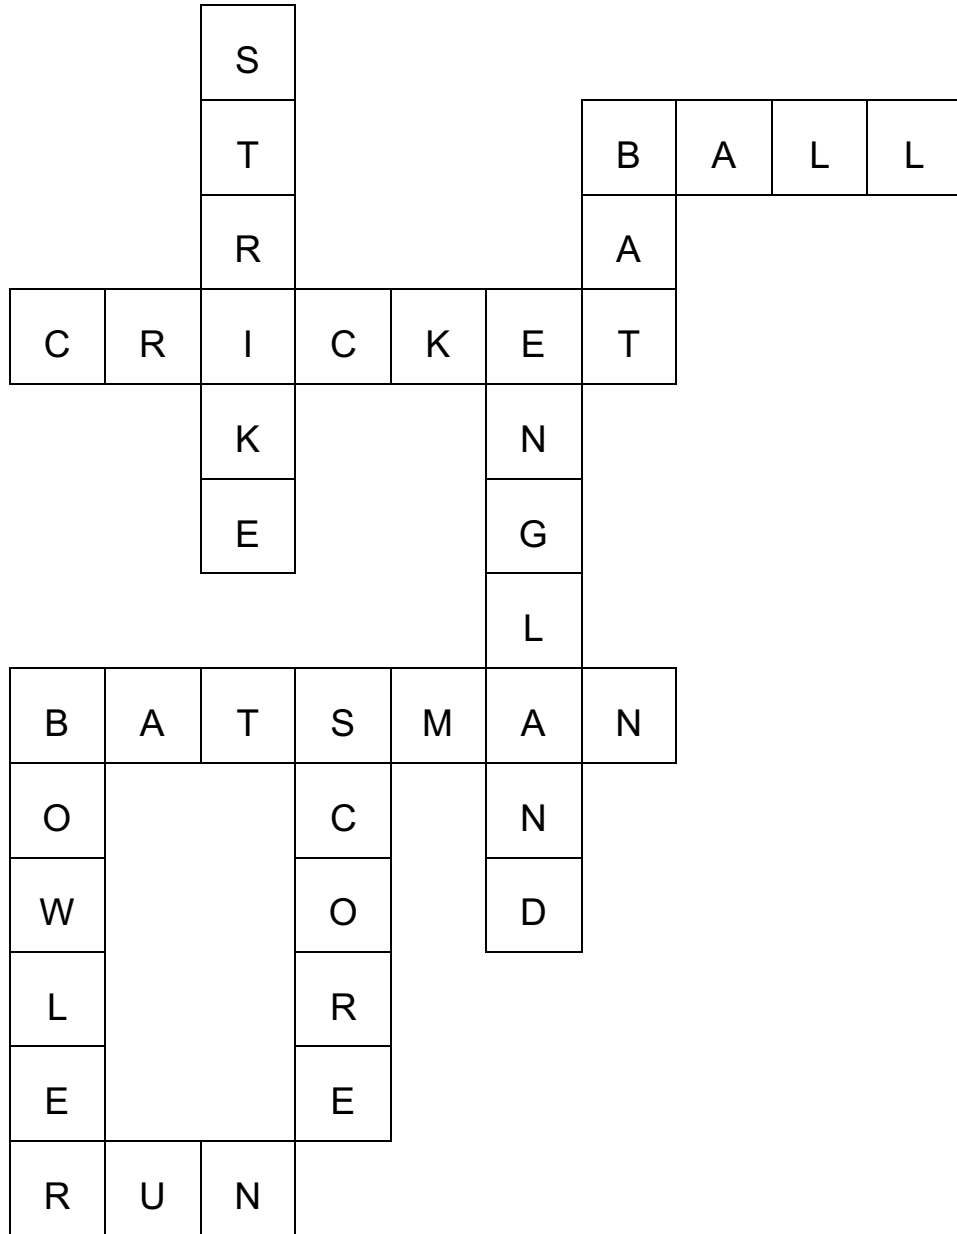 S
T B A L L
R A
C R I C K E T
K N
E G
L
B A T S M A N
O C N
W O D
L R
E E
R U N